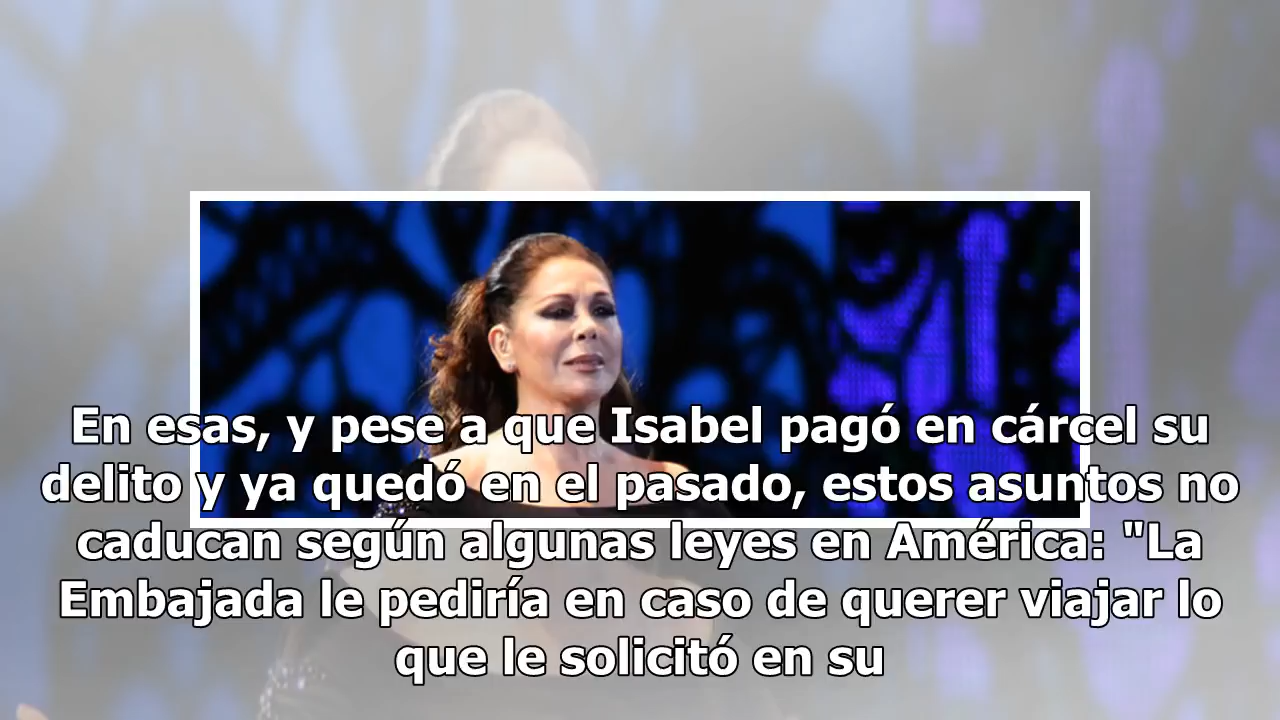 En esas, y pese a que Isabel pagó en cárcel su
delito y ya quedó en el pasado, estos asuntos no
caducan según algunas leyes en América: "La
Embajada le pediría en caso de querer viajar lo
que le solicitó en su